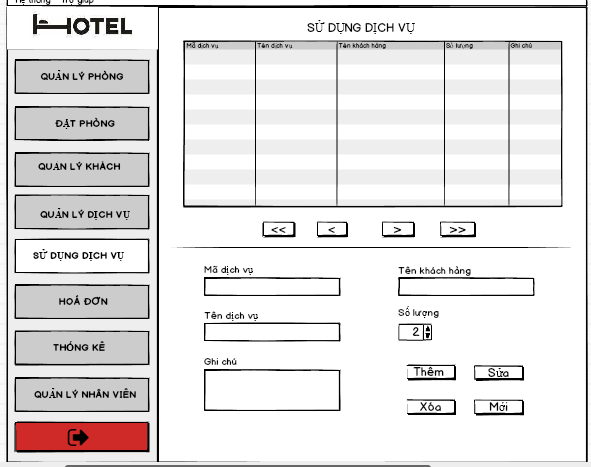 Hệ thống Trợ giúp
HOTEL
SỬ DỤNG DỊCH VỤ
Mã dịch vụ Tên dịch vụ Tên khách hàng Số lượng Ghi chú
QUẢN LÝ PHÒNG
ĐẶT PHÒNG
QUẢN LÝ KHÁCH
QUẢN LÝ DỊCH VỤ
SỬ DỤNG DỊCH VỤ
HOÁ ĐƠN
THỐNG KÊ
QUẢN LÝ NHÂN VIÊN
<< < > >>
Mã dịch vụ
Tên khách hàng
Tên dịch vụ
Số lượng
2
Ghi chú
Thêm Sửa
Xóa Mới